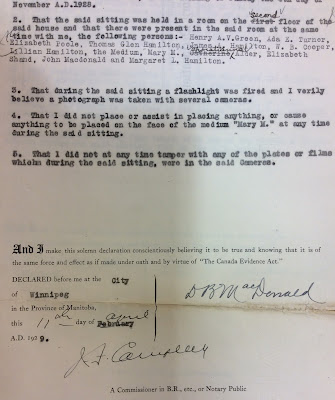 A.D.1928.
2. That the said sitting was held in a room on the second first floor of the
said house and that there were present in the said room at the same
time with me, the following persons:- Henry A.V.Green, Ada E. Turner,
Elisabeth Poole, Thomas Glen Hamilton, James A. Hamilton, W. B. Cooper,
Lillian Hamilton, the Medium, Mary M., Alder, Elisabeth
Shand, John Macdonald and Margaret L. Hamilton.
3. That during the said sitting a flashlight was fired and I verily
believe a photograph was taken with several cameras.
4. That I did not place or assist in placing anything, or cause
anything to be placed on the face of the medium "Mary M." at any time
during the said sitting.
5. That I did not at any time tamper with any of the plates or films
whichm during the said sitting, were in the said Cameras.
And I make this solemn declaration conscientiously believing it to be true and knowing that it is of
the same force and effect as if made under oath and by virtue of "The Canada Evidence Act."
DECLARED before me at the City
of Winnipeg
in the Province of Manitoba,
this 11th day of April February
A.D. 1929.
D B MacDonald
J. F. Campbell
A Commissioner in B.R., etc., or Notary Public